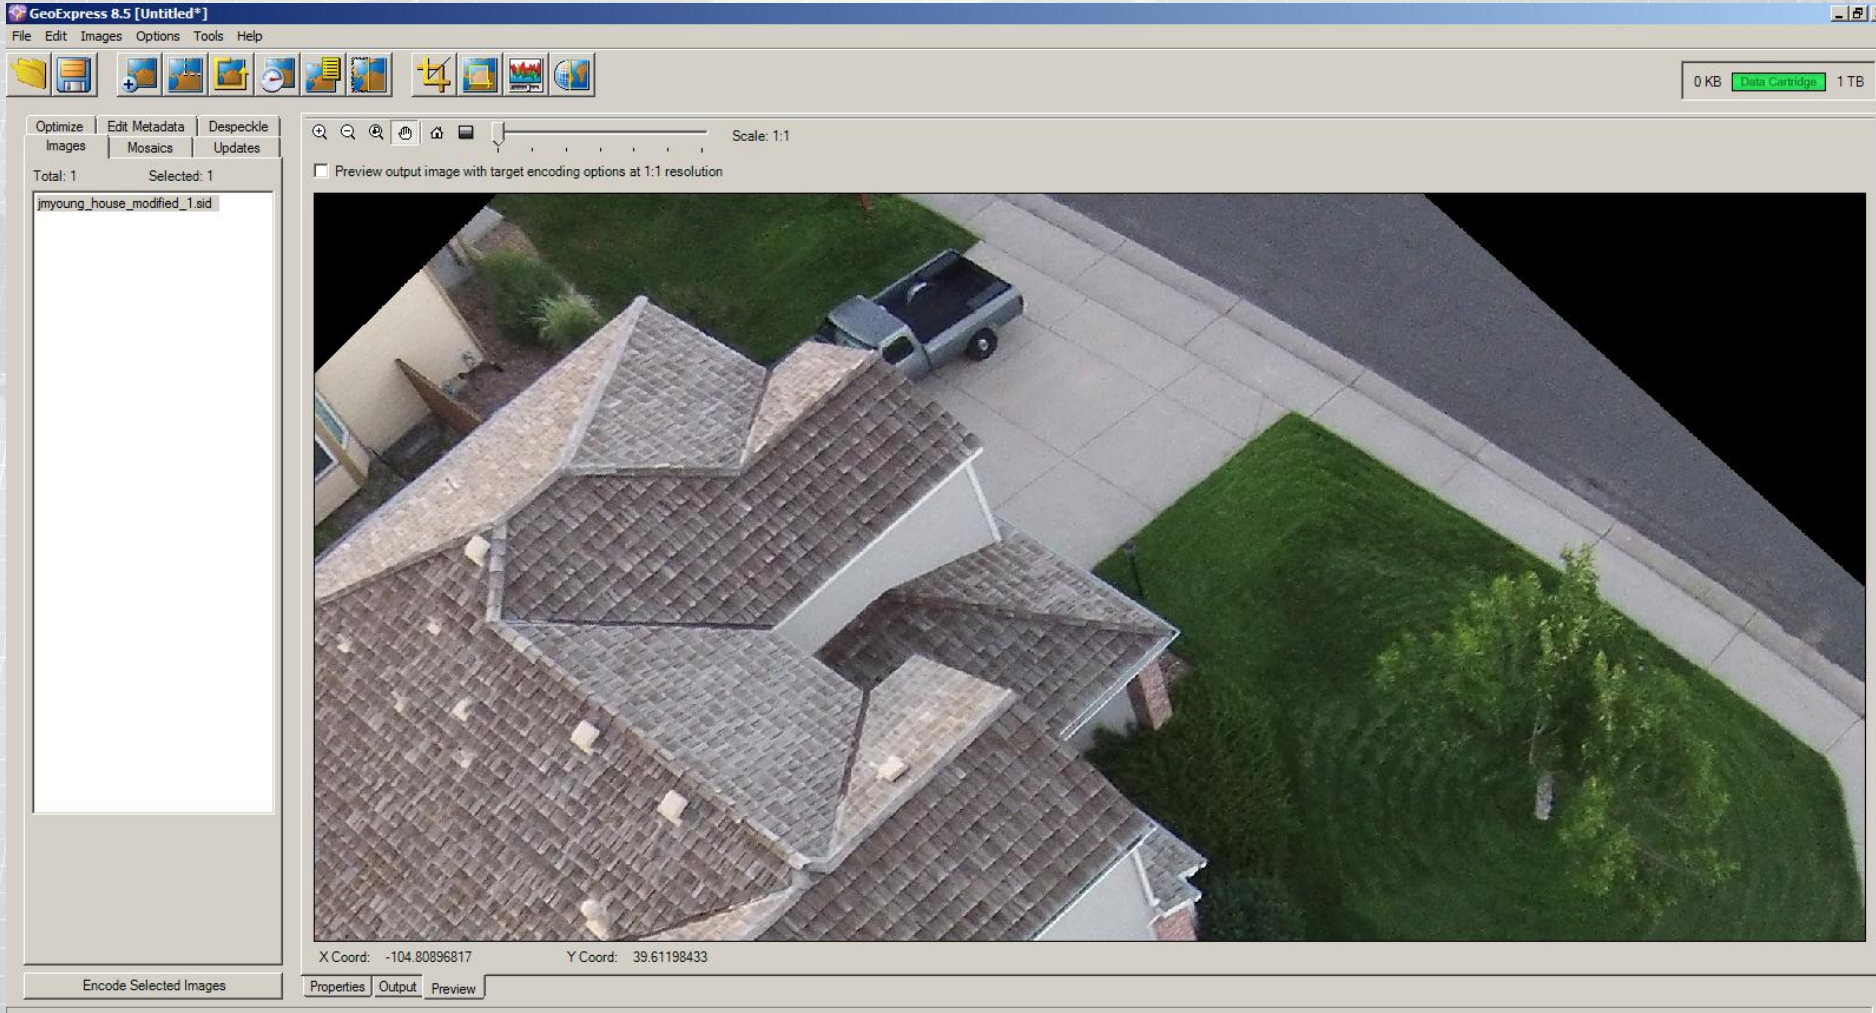 GeoExpress 8.5 [Untitled*]
File Edit Images Options Tools Help
0 KB Data Cartridge 1 TB
Optimize Edit Metadata Despeckle
Images Mosaics Updates
Total: 1 Selected: 1
jmyoung_house_modified_1.sid
Scale: 1:1
Preview output image with target encoding options at 1:1 resolution
X Coord: -104.80896817 Y Coord: 39.61198433
Encode Selected Images
Properties Output Preview